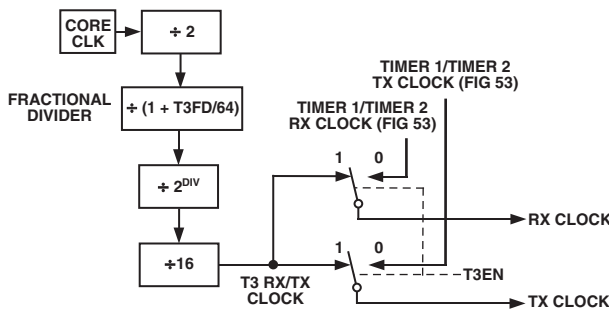 CORE
CLK
÷ 2
FRACTIONAL
DIVIDER
÷ (1 + T3FD/64)
÷ 2DIV
÷16
T3 RX/TX
CLOCK
TIMER 1/TIMER 2
TX CLOCK (FIG 53)
TIMER 1/TIMER 2
RX CLOCK (FIG 53)
1 0
RX CLOCK
1 0
T3EN
TX CLOCK